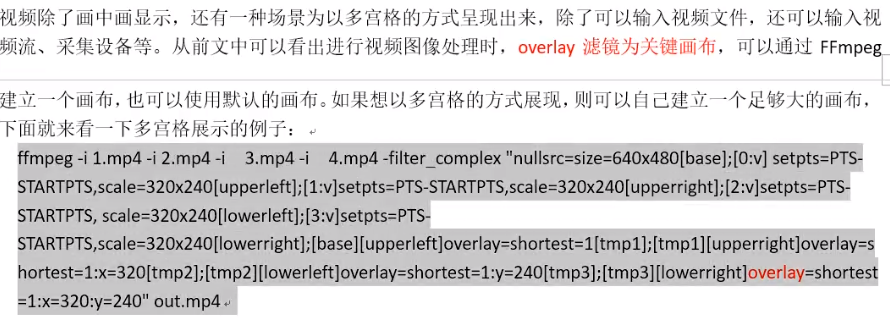 视频除了画中画显示，还有一种场景为以多宫格的方式呈现出来，除了可以输入视频文件，还可以输入视
频流、采集设备等。从前文中可以看出进行视频图像处理时，overlay 滤镜为关键画布，可以通过 FFmpeg
建立一个画布，也可以使用默认的画布。如果想以多宫格的方式展现，则可以自己建立一个足够大的画布，
下面就来看一下多宫格展示的例子：
ffmpeg -i 1.mp4 -i 2.mp4 -i 3.mp4 -i 4.mp4 -filter_complex "nullsrc=size=640x480[base];[0:v] setpts=PTS-
STARTPTS,scale=320x240[upperleft];[1:v]setpts=PTS-STARTPTS,scale=320x240[upperright];[2:v]setpts=PTS-
STARTPTS, scale=320x240[lowerleft];[3:v]setpts=PTS-
STARTPTS,scale=320x240[lowerright];[base][upperleft]overlay=shortest=1[tmp1];[tmp1][upperright]overlay=s
hortest=1:x=320[tmp2];[tmp2][lowerleft]overlay=shortest=1:y=240[tmp3];[tmp3][lowerright]overlay=shortest
=1:x=320:y=240" out.mp4